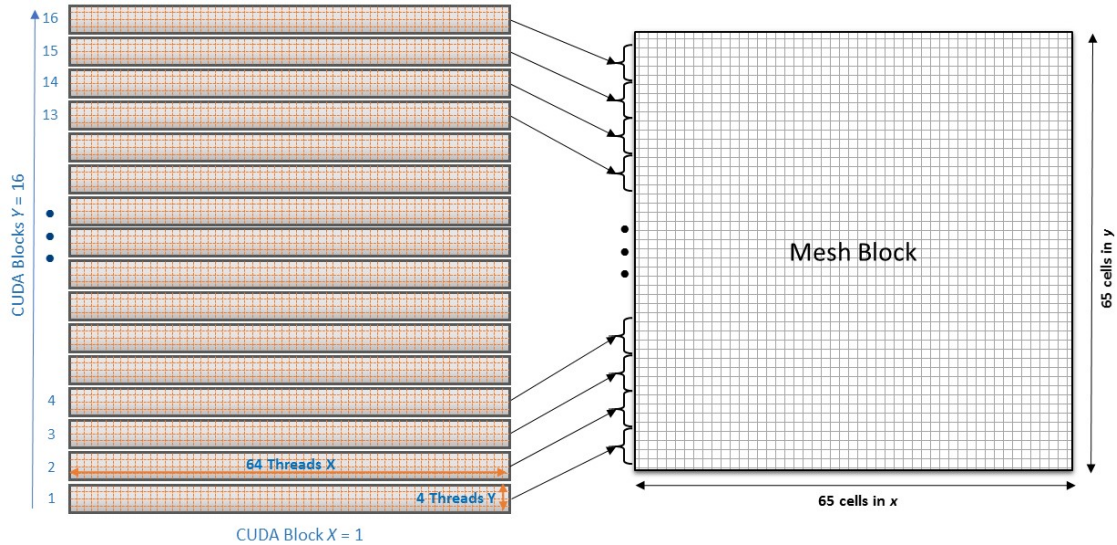 16
15
14
13
CUDA Blocks Y = 16
4
3
2
1
64 Threads X
4 Threads Y
CUDA Block X = 1
Mesh Block
65 cells in y
65 cells in x